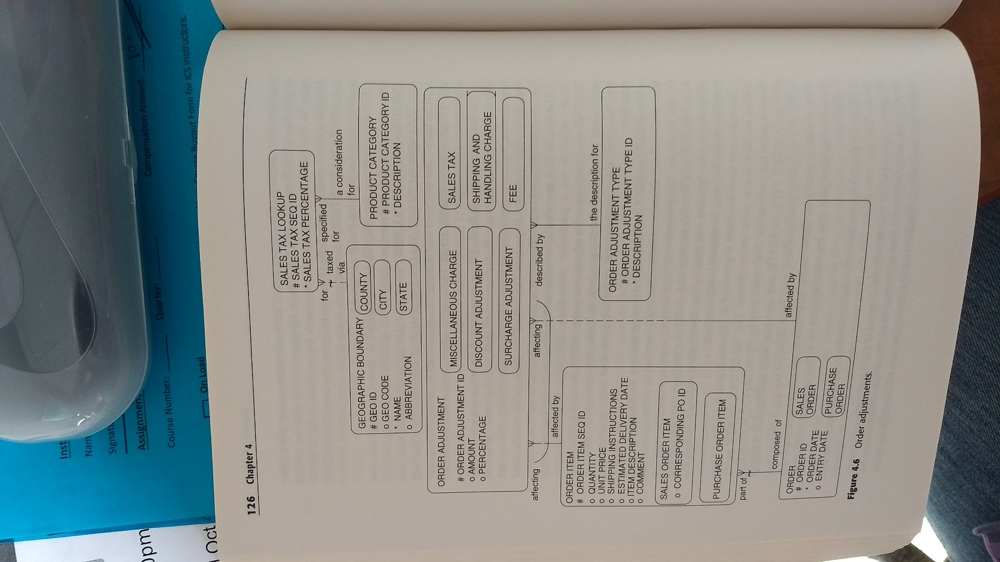 126 Chapter 4
SALES TAX LOOKUP
# SALES TAX SEQ ID
* SALES TAX PERCENTAGE
for
taxed
via
specified
for
a consideration
for
GEOGRAPHIC BOUNDARY
# GEO ID
o GEO CODE
* NAME
o ABBREVIATION
COUNTY
CITY
STATE
PRODUCT CATEGORY
# PRODUCT CATEGORY ID
* DESCRIPTION
ORDER ADJUSTMENT
# ORDER ADJUSTMENT ID
o AMOUNT
o PERCENTAGE
MISCELLANEOUS CHARGE
DISCOUNT ADJUSTMENT
SURCHARGE ADJUSTMENT
SALES TAX
SHIPPING AND
HANDLING CHARGE
FEE
affecting
affected by
affecting
described by
the description for
ORDER ITEM
# ORDER ITEM SEQ ID
o QUANTITY
o UNIT PRICE
o SHIPPING INSTRUCTIONS
o ESTIMATED DELIVERY DATE
o ITEM DESCRIPTION
o COMMENT
SALES ORDER ITEM
o CORRESPONDING PO ID
PURCHASE ORDER ITEM
ORDER ADJUSTMENT TYPE
# ORDER ADJUSTMENT TYPE ID
* DESCRIPTION
part of
composed of
affected by
ORDER
# ORDER ID
* ORDER DATE
o ENTRY DATE
SALES
ORDER
PURCHASE
ORDER
Figure 4.6 Order adjustments.
Compensation Amount:
Buyout Form for ICS instructors.
Course Number:
Quarter:
On Load
Oct